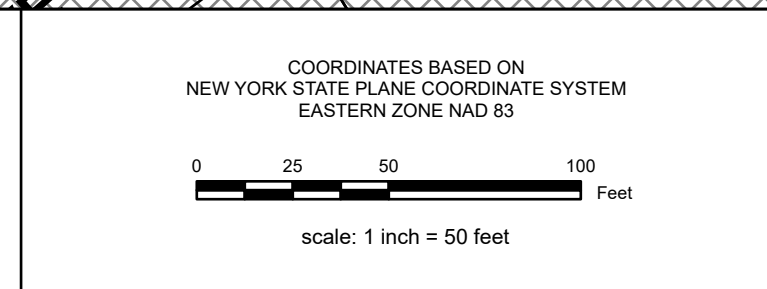 COORDINATES BASED ON
NEW YORK STATE PLANE COORDINATE SYSTEM
EASTERN ZONE NAD 83
0 25 50 100
Feet
scale: 1 inch = 50 feet